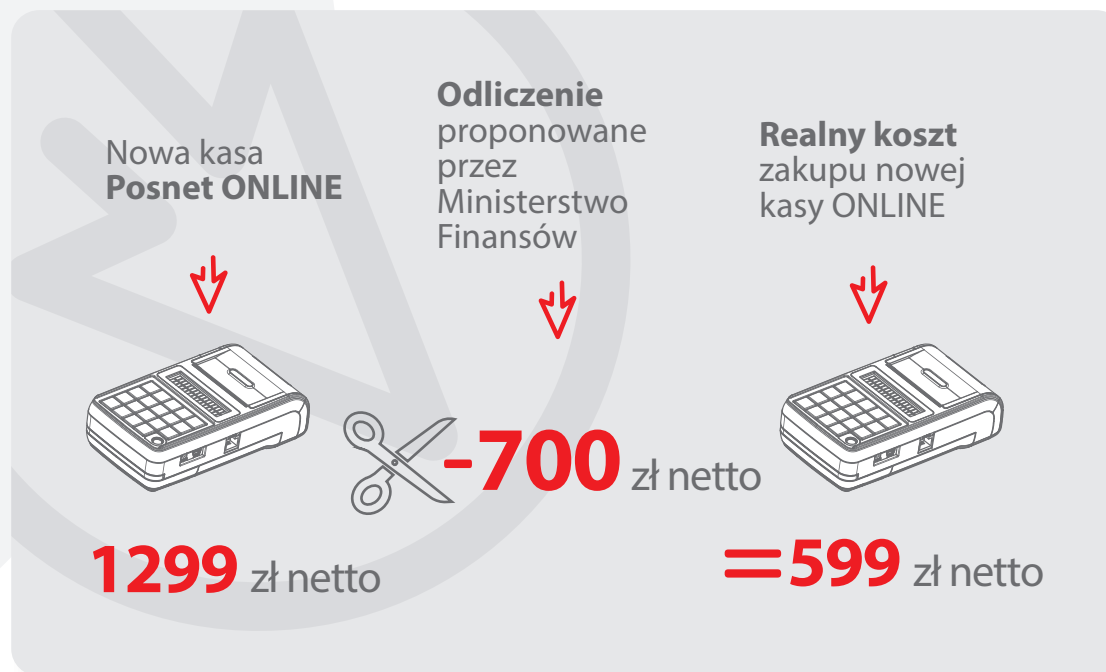 Nowa kasa
Posnet ONLINE
1299 zł netto
Odliczenie
proponowane
przez
Ministerstwo
Finansów
-700 zł netto
Realny koszt
zakupu nowej
kasy ONLINE
=599 zł netto